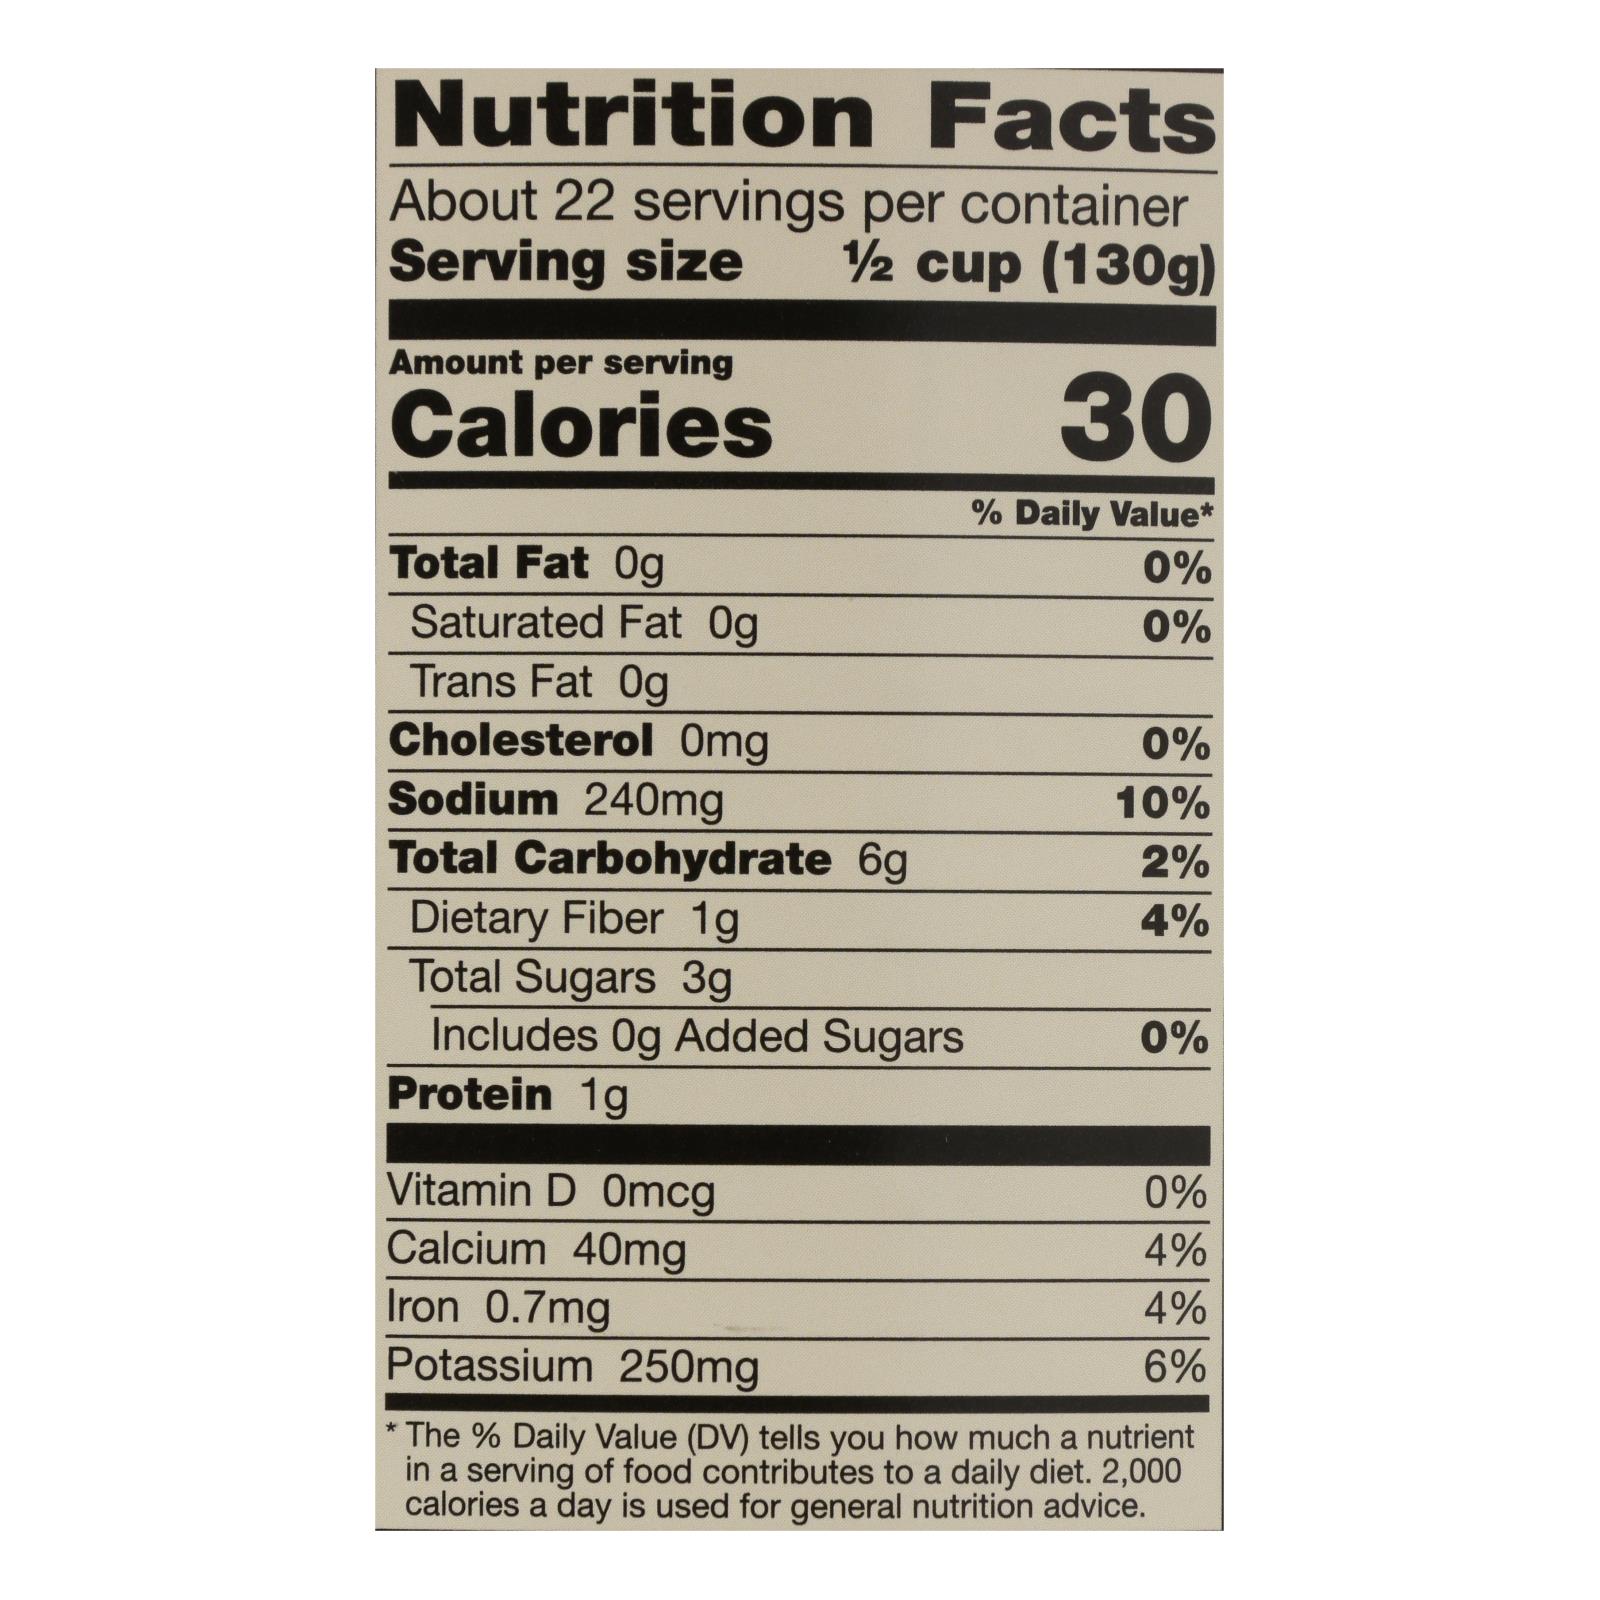 Nutrition Facts
About 22 servings per container
Serving size ½ cup (130g)
Amount per serving
Calories 30
% Daily Value*
Total Fat 0g 0%
Saturated Fat 0g 0%
Trans Fat 0g
Cholesterol 0mg 0%
Sodium 240mg 10%
Total Carbohydrate 6g 2%
Dietary Fiber 1g 4%
Total Sugars 3g
Includes 0g Added Sugars 0%
Protein 1g
Vitamin D 0mcg 0%
Calcium 40mg 4%
Iron 0.7mg 4%
Potassium 250mg 6%
* The % Daily Value (DV) tells you how much a nutrient
in a serving of food contributes to a daily diet. 2,000
calories a day is used for general nutrition advice.